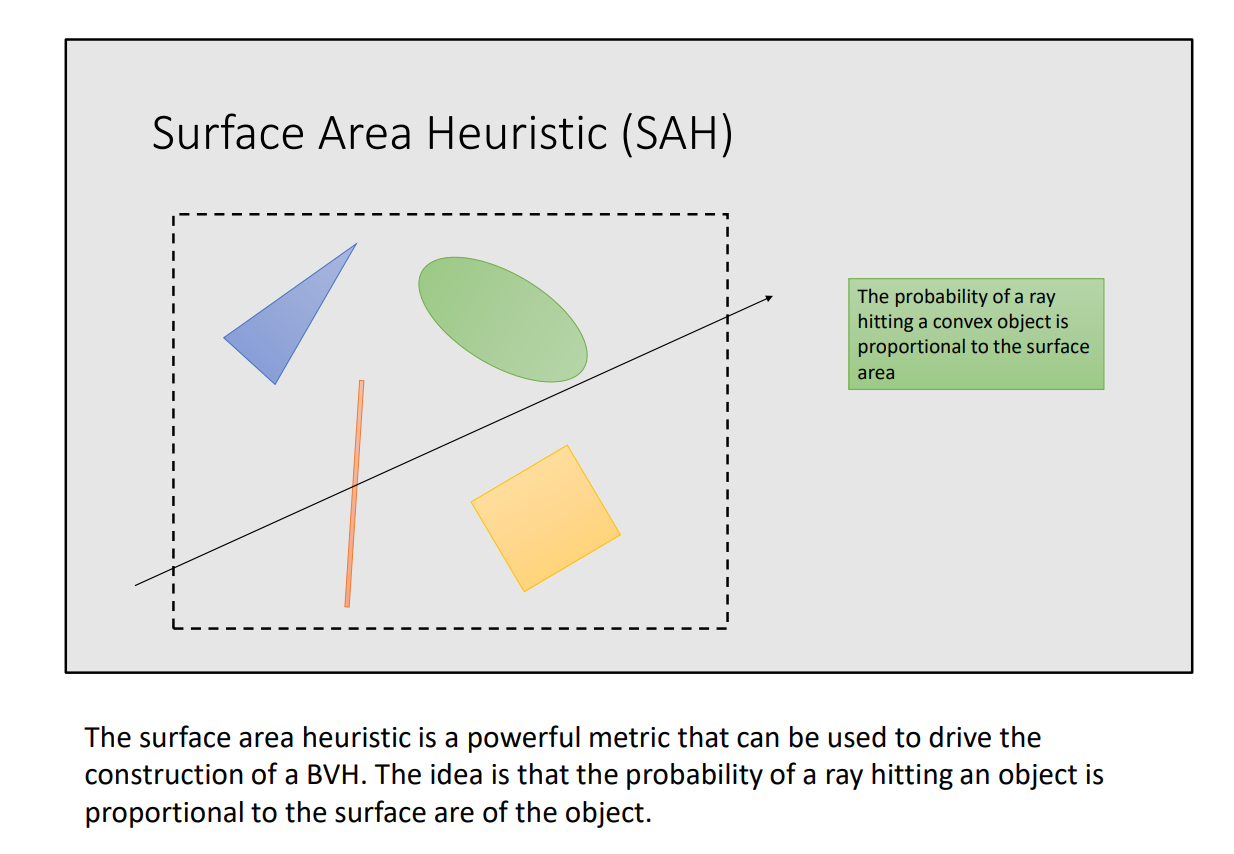 Surface Area Heuristic (SAH)
The probability of a ray
hitting a convex object is
proportional to the surface
area
The surface area heuristic is a powerful metric that can be used to drive the
construction of a BVH. The idea is that the probability of a ray hitting an object is
proportional to the surface are of the object.